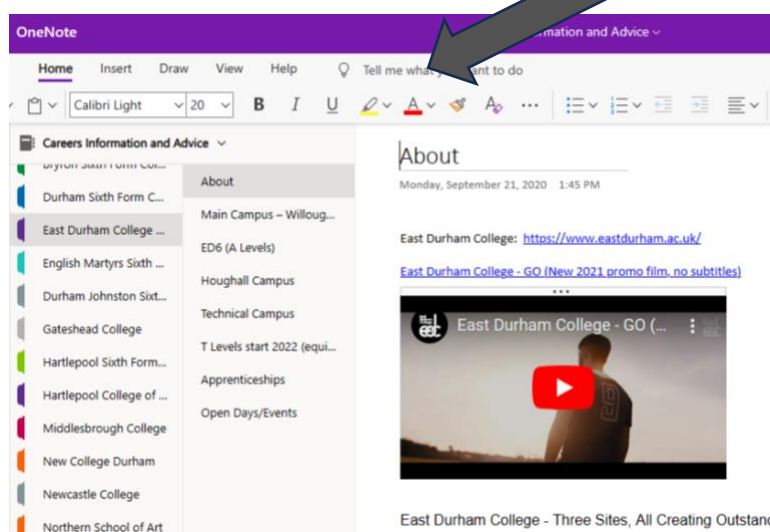 OneNote
rmation and Advice
Home Insert Draw View Help Tell me what you want to do
Calibri Light 20 B I U A A ...
Careers Information and Advice
Durham Sixth Form C...
East Durham College ...
English Martyrs Sixth ...
Durham Johnston Sixt...
Gateshead College
Hartlepool Sixth Form...
Hartlepool College of ...
Middlesbrough College
New College Durham
Newcastle College
Northern School of Art
About
Main Campus – Willoug...
ED6 (A Levels)
Houghall Campus
Technical Campus
T Levels start 2022 (equi...
Apprenticeships
Open Days/Events
About
Monday, September 21, 2020 1:45 PM
East Durham College: https://www.eastdurham.ac.uk/
East Durham College - GO (New 2021 promo film, no subtitles)
East Durham College - GO (...
East Durham College - Three Sites, All Creating Outstan